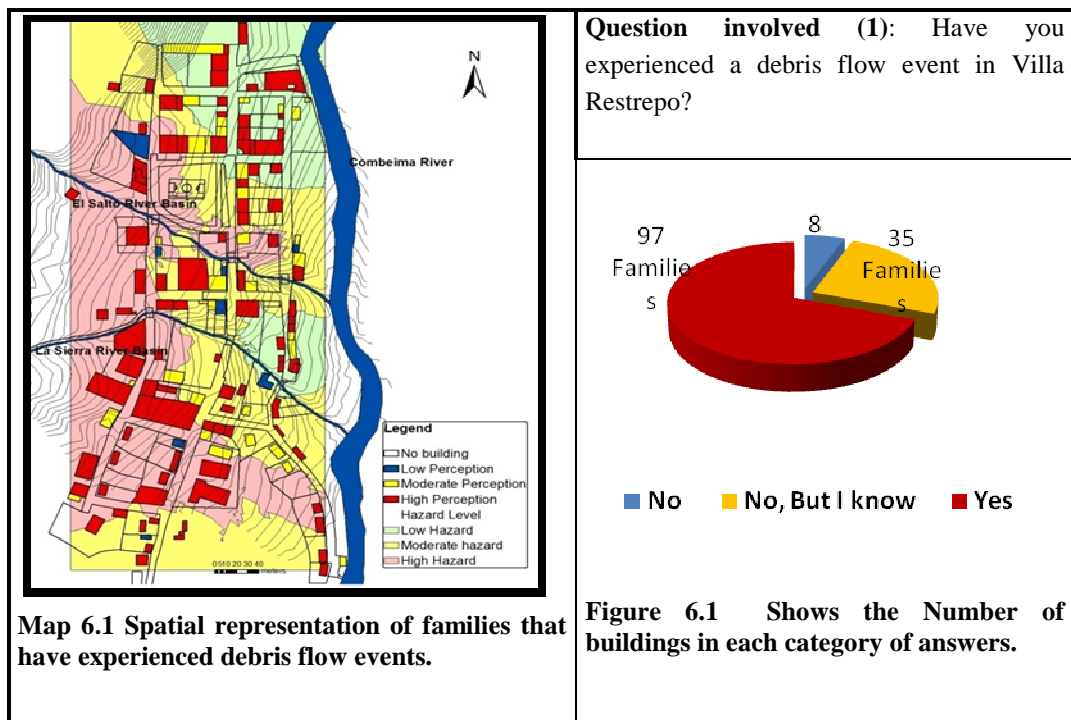 N
Combeima River
El Salto River Basin
La Sierra River Basin
Legend
No building
Low Perception
Moderate Perception
High Perception
Hazard Level
Low Hazard
Moderate hazard
High Hazard
0510 20 30 40
meters
Map 6.1 Spatial representation of families that
have experienced debris flow events.
Question involved (1): Have you
experienced a debris flow event in Villa
Restrepo?
97
Familie
s
8
35
Familie
s
No
No, But I know
Yes
Figure 6.1 Shows the Number of
buildings in each category of answers.